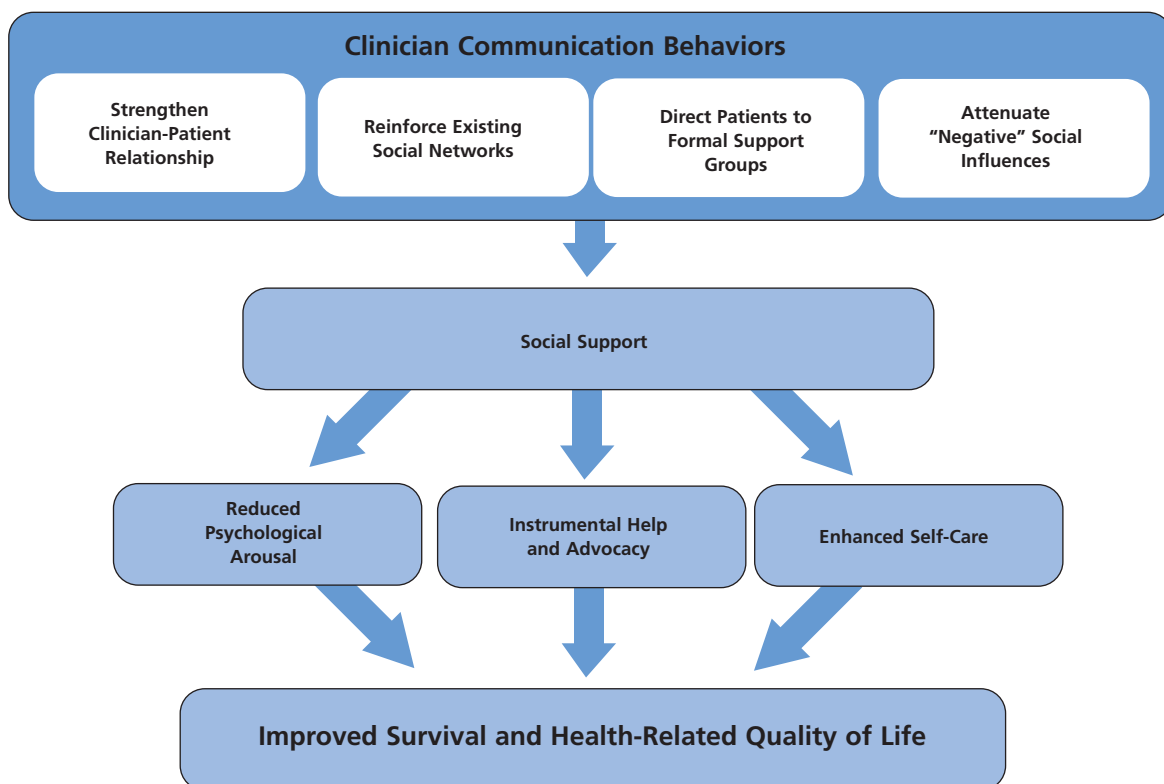 Clinician Communication Behaviors
Strengthen
Clinician-Patient
Relationship
Reinforce Existing
Social Networks
Direct Patients to
Formal Support
Groups
Attenuate
“Negative” Social
Influences
Social Support
Reduced
Psychological
Arousal
Instrumental Help
and Advocacy
Enhanced Self-Care
Improved Survival and Health-Related Quality of Life